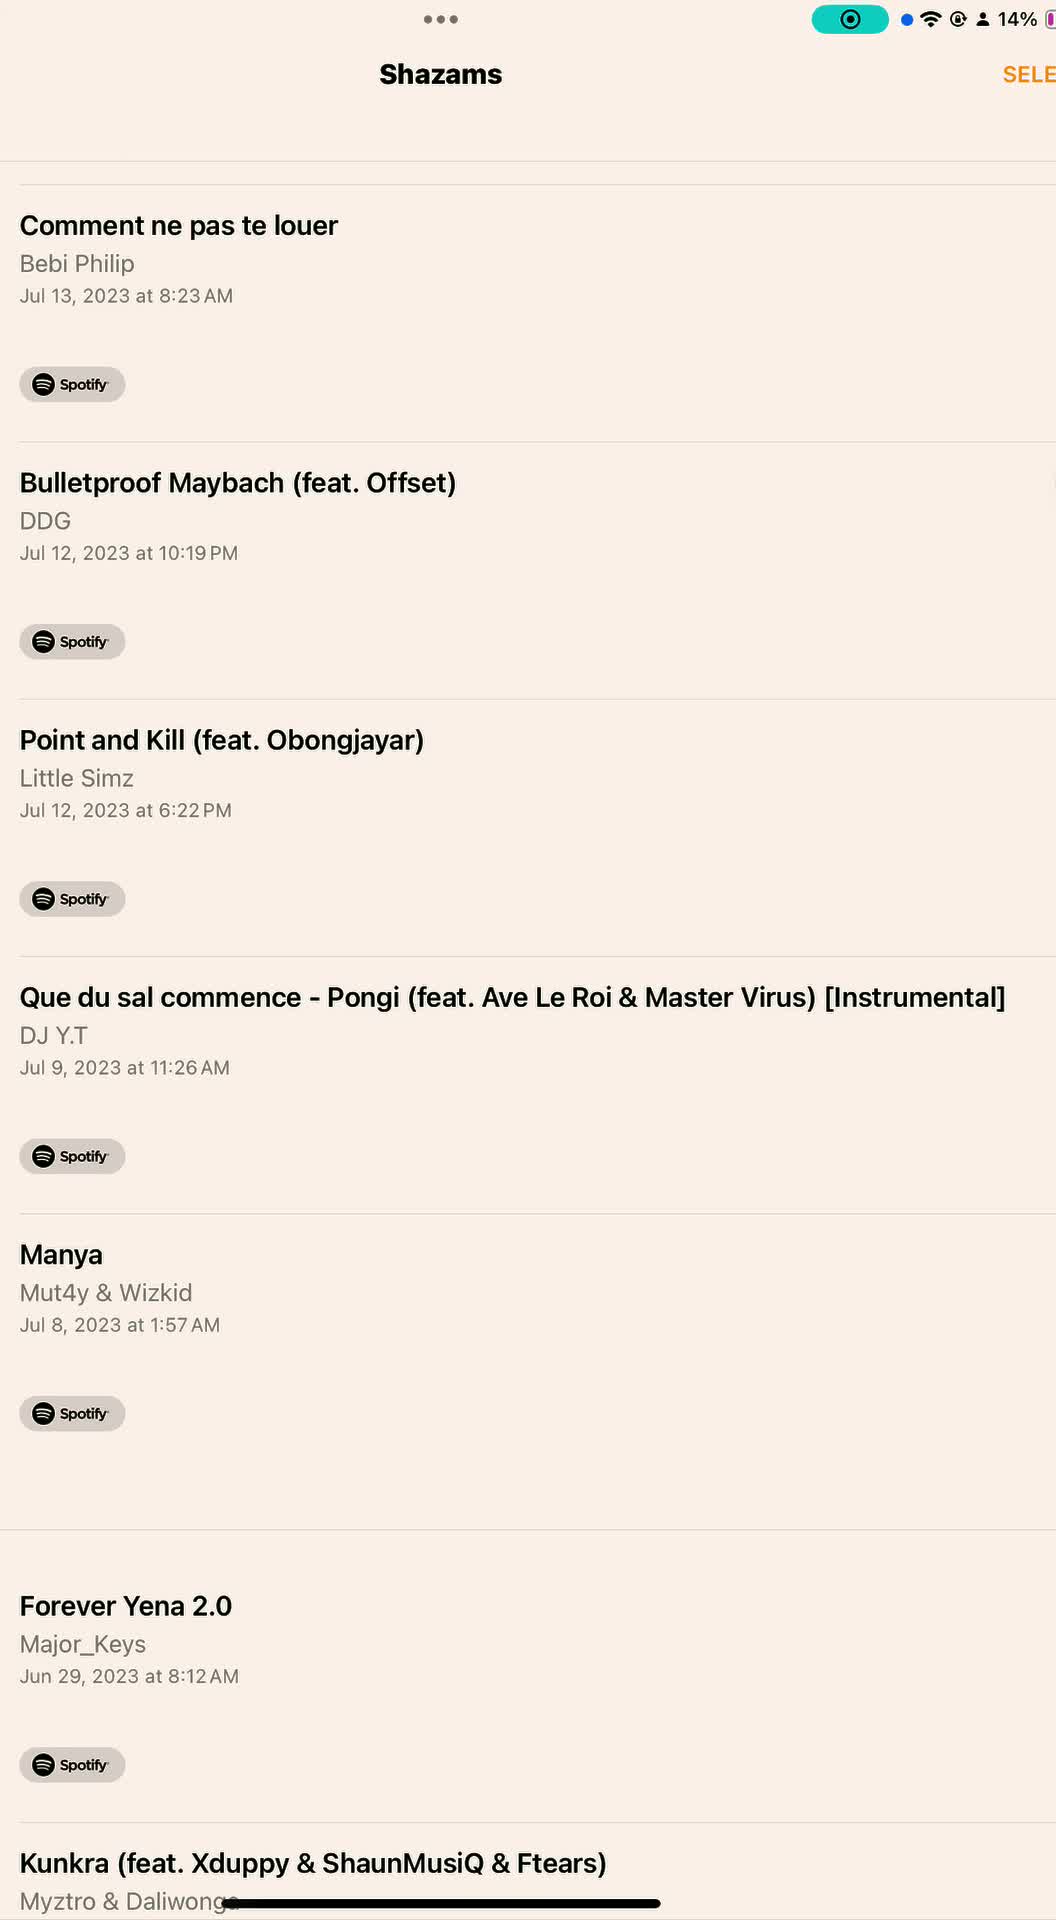 14%
Shazams
SELE
Comment ne pas te louer
Bebi Philip
Jul 13, 2023 at 8:23 AM
Spotify
Bulletproof Maybach (feat. Offset)
DDG
Jul 12, 2023 at 10:19 PM
Spotify
Point and Kill (feat. Obongjayar)
Little Simz
Jul 12, 2023 at 6:22 PM
Spotify
Que du sal commence - Pongi (feat. Ave Le Roi & Master Virus) [Instrumental]
DJ Y.T
Jul 9, 2023 at 11:26 AM
Spotify
Manya
Mut4y & Wizkid
Jul 8, 2023 at 1:57 AM
Spotify
Forever Yena 2.0
Major_Keys
Jun 29, 2023 at 8:12 AM
Spotify
Kunkra (feat. Xduppy & ShaunMusiQ & Ftears)
Myztro & Daliwonga